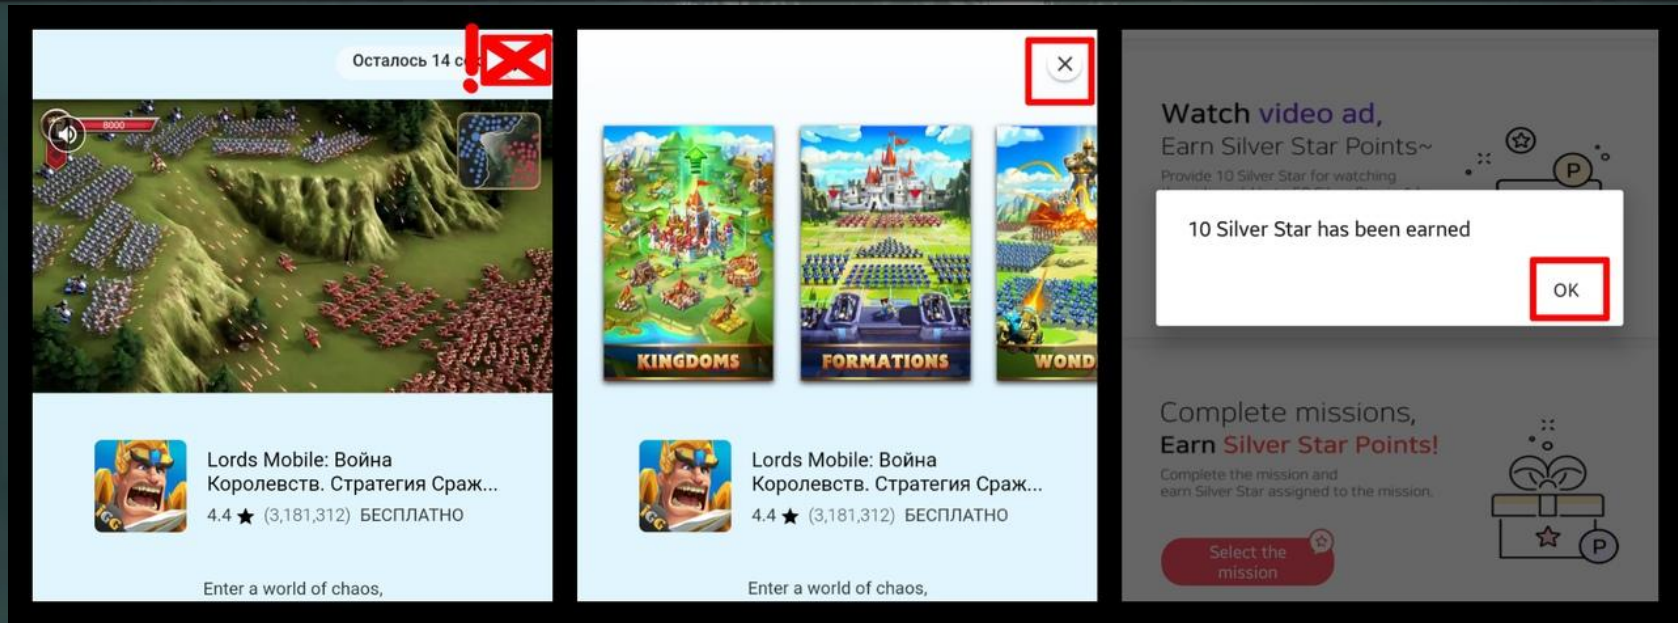 Осталось 14
8000
Lords Mobile: Война
Королевств. Стратегия Сраж...
4.4 ★ (3,181,312) БЕСПЛАТНО
Enter a world of chaos,
KINGDOMS
FORMATIONS
WOND
Lords Mobile: Война
Королевств. Стратегия Сраж...
4.4 ★ (3,181,312) БЕСПЛАТНО
Enter a world of chaos,
Watch video ad,
Earn Silver Star Points~
Provide 10 Silver Star for watching
P
10 Silver Star has been earned
OK
Complete missions,
Earn Silver Star Points!
Complete the mission and
earn Silver Star assigned to the mission.
Select the
mission
P
IGG
IGG